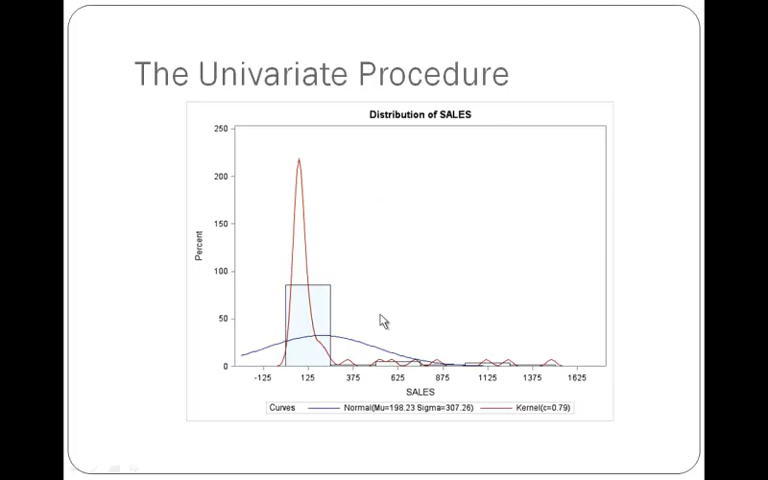 The Univariate Procedure
Distribution of SALES
250
200
150
100
50
0
Percent
-125 125 375 625 875 1125 1375 1625
SALES
Curves Normal(Mu=198.23 Sigma=307.26) Kernel(c=0.79)